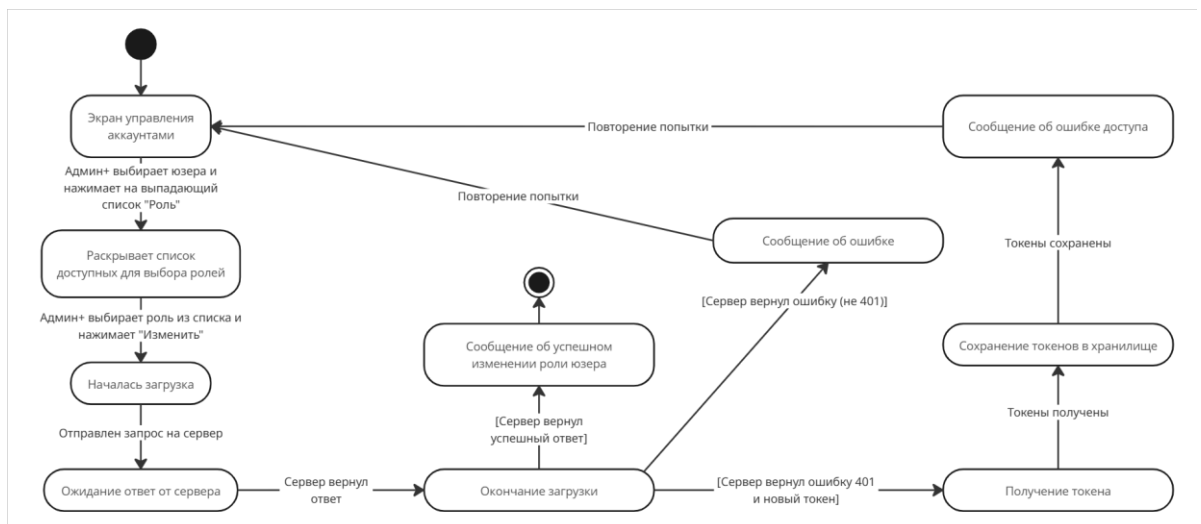 Экран управления
аккаунтами
Админ+ выбирает юзера и
нажимает на выпадающий
список "Роль"
Раскрывает список
доступных для выбора ролей
Админ+ выбирает роль из списка и
нажимает "Изменить"
Началась загрузка
Отправлен запрос на сервер
Ожидание ответ от сервера
Сервер вернул
ответ
Окончание загрузки
[Сервер вернул
успешный ответ]
Сообщение об успешном
изменении роли юзера
[Сервер вернул ошибку (не 401)]
Сообщение об ошибке
Повторение попытки
[Сервер вернул ошибку 401
и новый токен]
Получение токена
Токены получены
Сохранение токенов в хранилище
Токены сохранены
Сообщение об ошибке доступа
Повторение попытки